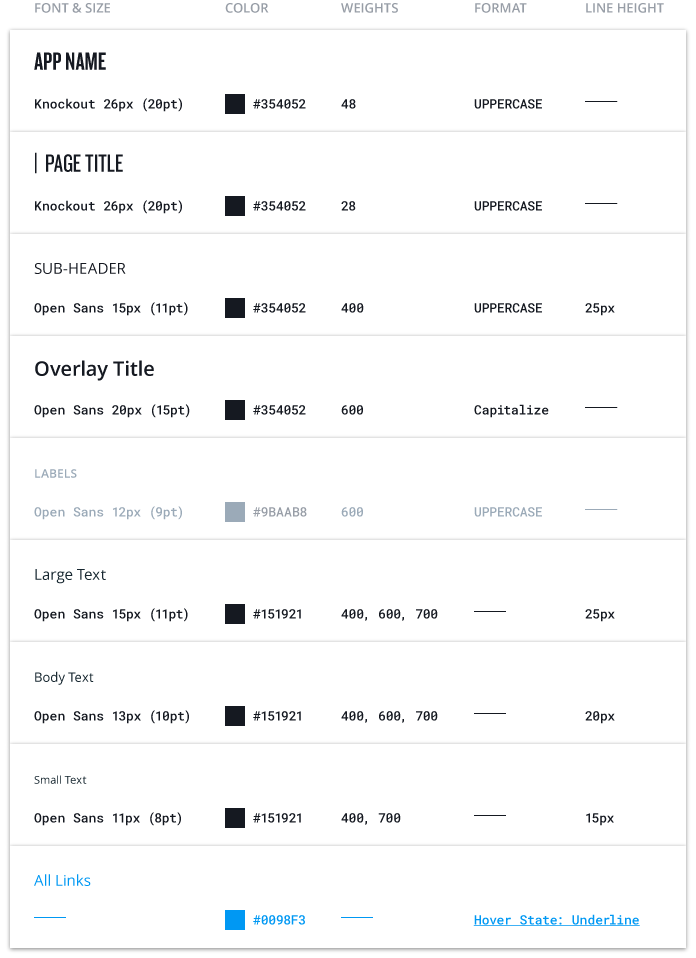 FONT & SIZE COLOR WEIGHTS FORMAT LINE HEIGHT
APP NAME
Knockout 26px (20pt) #354052 48 UPPERCASE
| PAGE TITLE
Knockout 26px (20pt) #354052 28 UPPERCASE
SUB-HEADER
Open Sans 15px (11pt) #354052 400 UPPERCASE 25px
Overlay Title
Open Sans 20px (15pt) #354052 600 Capitalize
LABELS
Open Sans 12px (9pt) #9BAAB8 600 UPPERCASE
Large Text
Open Sans 15px (11pt) #151921 400, 600, 700 25px
Body Text
Open Sans 13px (10pt) #151921 400, 600, 700 20px
Small Text
Open Sans 11px (8pt) #151921 400, 700 15px
All Links
#0098F3 Hover State: Underline